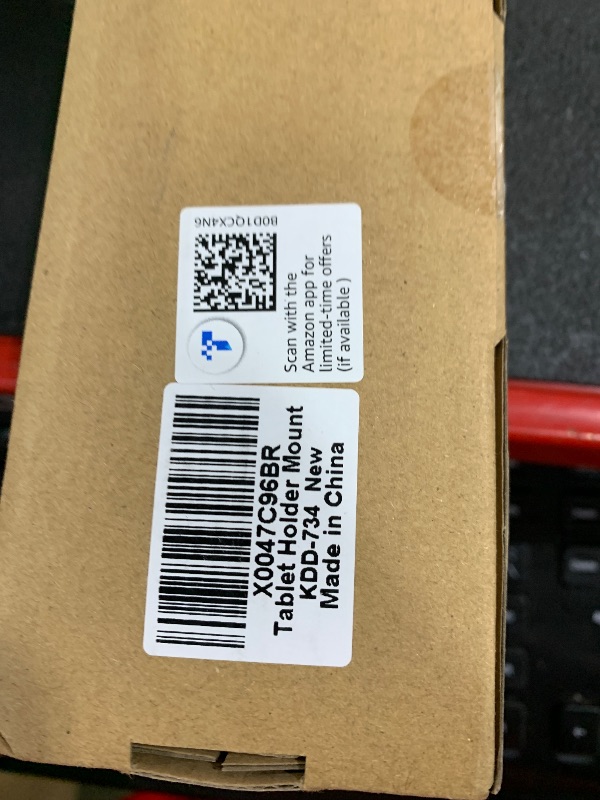 B0D1QCX4N6
Scan with the
Amazon app for
limited-time offers
(if available)
X0047C96BR
Tablet Holder Mount
KDD-734 New
Made in China